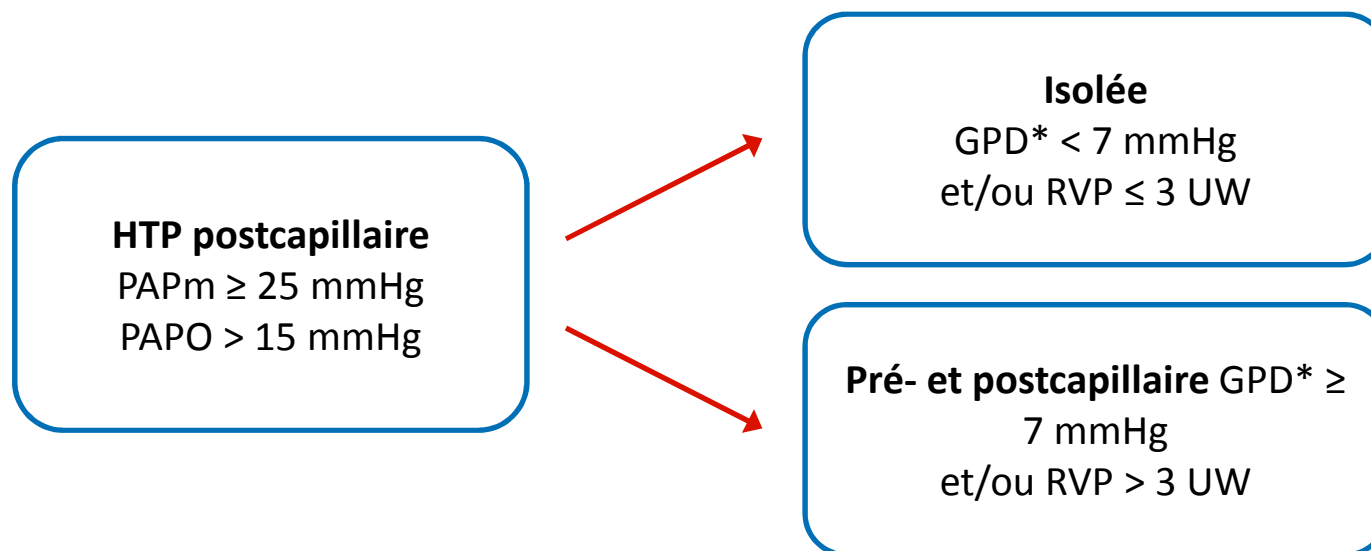 HTP postcapillaire
PAPm ≥ 25 mmHg
PAPO > 15 mmHg
Isolée
GPD* < 7 mmHg
et/ou RVP ≤ 3 UW
Pré- et postcapillaire GPD* ≥
7 mmHg
et/ou RVP > 3 UW